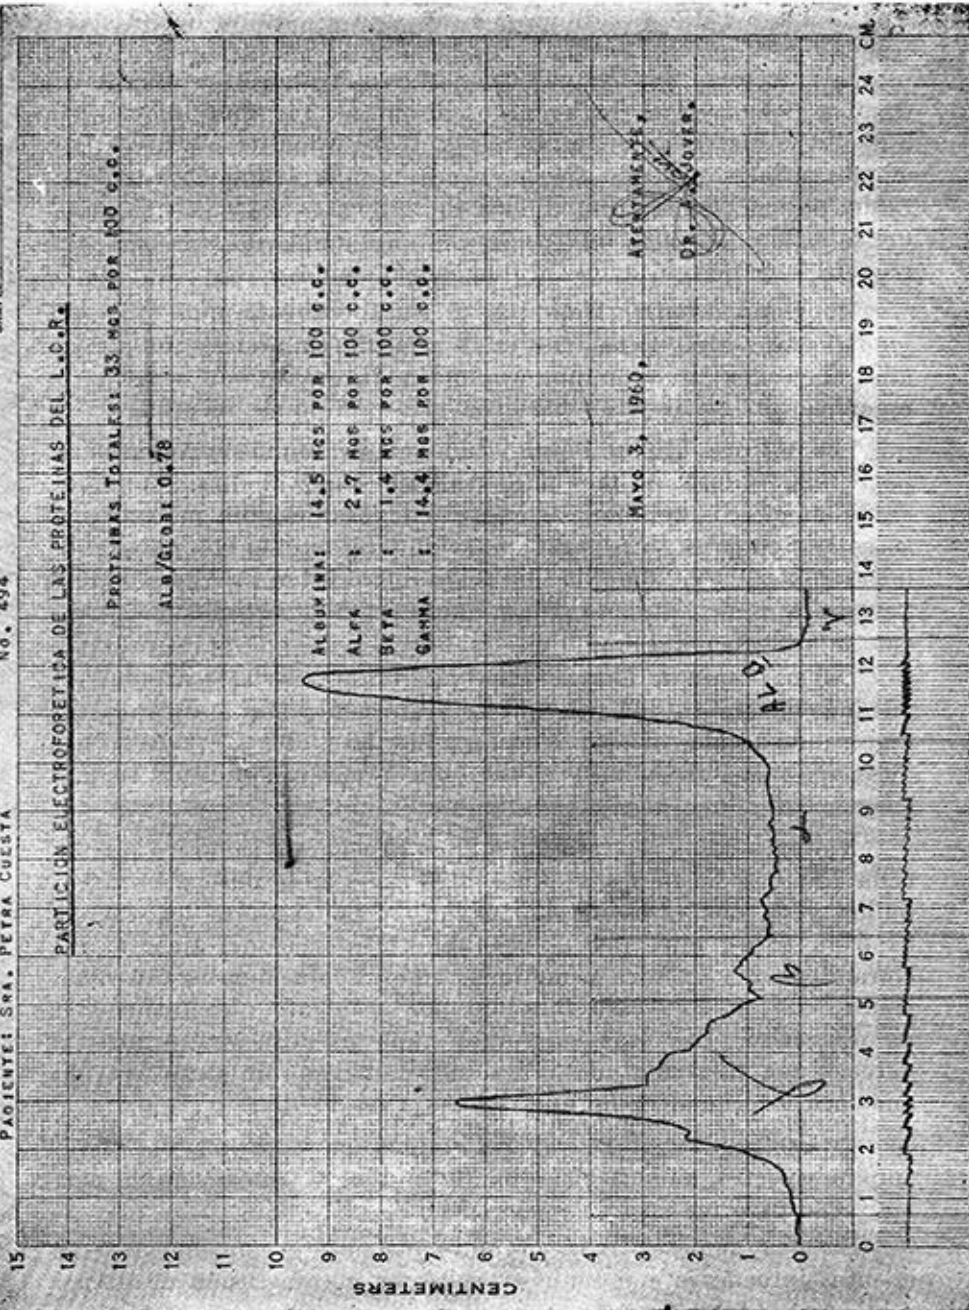 PACIENTE: SRA. PETRA CUESTA No. 494
PARTICION ELECTROFORETICA DE LAS PROTEINAS DEL L.C.R.
PROTEINAS TOTALES: 33 MGS POR 100 C.C.
ALB/GLOB: 0.78
ALBUMINA: 14.5 MGS POR 100 C.C.
ALFA : 2.7 MGS POR 100 C.C.
BETA : 1.4 MGS POR 100 C.C.
GAMMA : 14.4 MGS POR 100 C.C.
MAYO 3, 1960,
ATENTAMENTE,
DR. A. JOVER.
CENTIMETERS
15
14
13
12
11
10
9
8
7
6
5
4
3
2
1
0
β
α
ALB
0 1 2 3 4 5 6 7 8 9 10 11 12 13 14 15 16 17 18 19 20 21 22 23 24 CM.